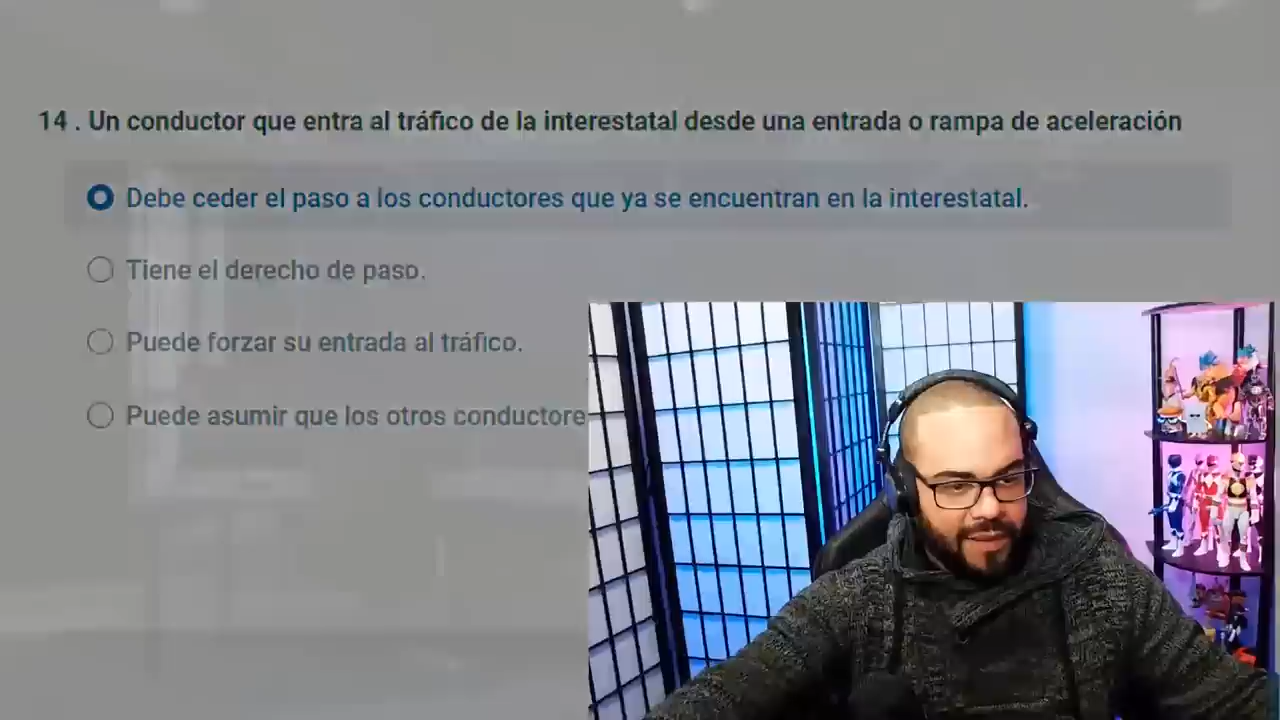 14 . Un conductor que entra al tráfico de la interestatal desde una entrada o rampa de aceleración
Debe ceder el paso a los conductores que ya se encuentran en la interestatal.
Tiene el derecho de paso.
Puede forzar su entrada al tráfico.
Puede asumir que los otros conductore